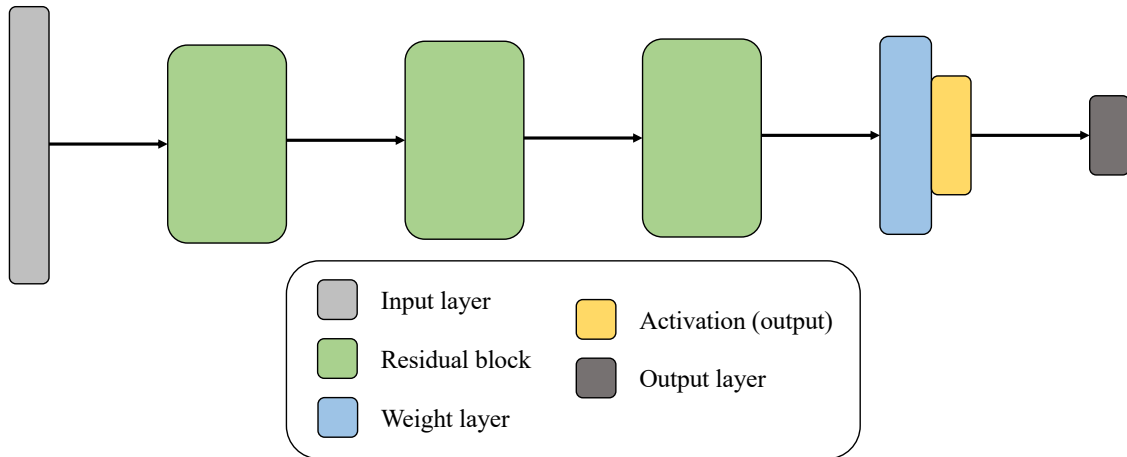 Input layer
Residual block
Weight layer
Activation (output)
Output layer